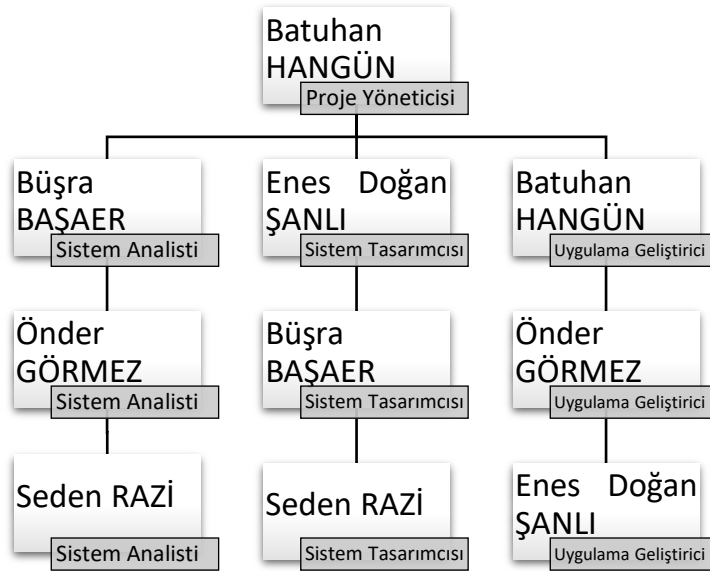 Batuhan
HANGÜN
Proje Yöneticisi
Büşra
BAŞAER
Sistem Analisti
Enes Doğan
ŞANLI
Sistem Tasarımcısı
Batuhan
HANGÜN
Uygulama Geliştirici
Önder
GÖRMEZ
Sistem Analisti
Büşra
BAŞAER
Sistem Tasarımcısı
Önder
GÖRMEZ
Uygulama Geliştirici
Seden RAZİ
Sistem Analisti
Seden RAZİ
Sistem Tasarımcısı
Enes Doğan
ŞANLI
Uygulama Geliştirici